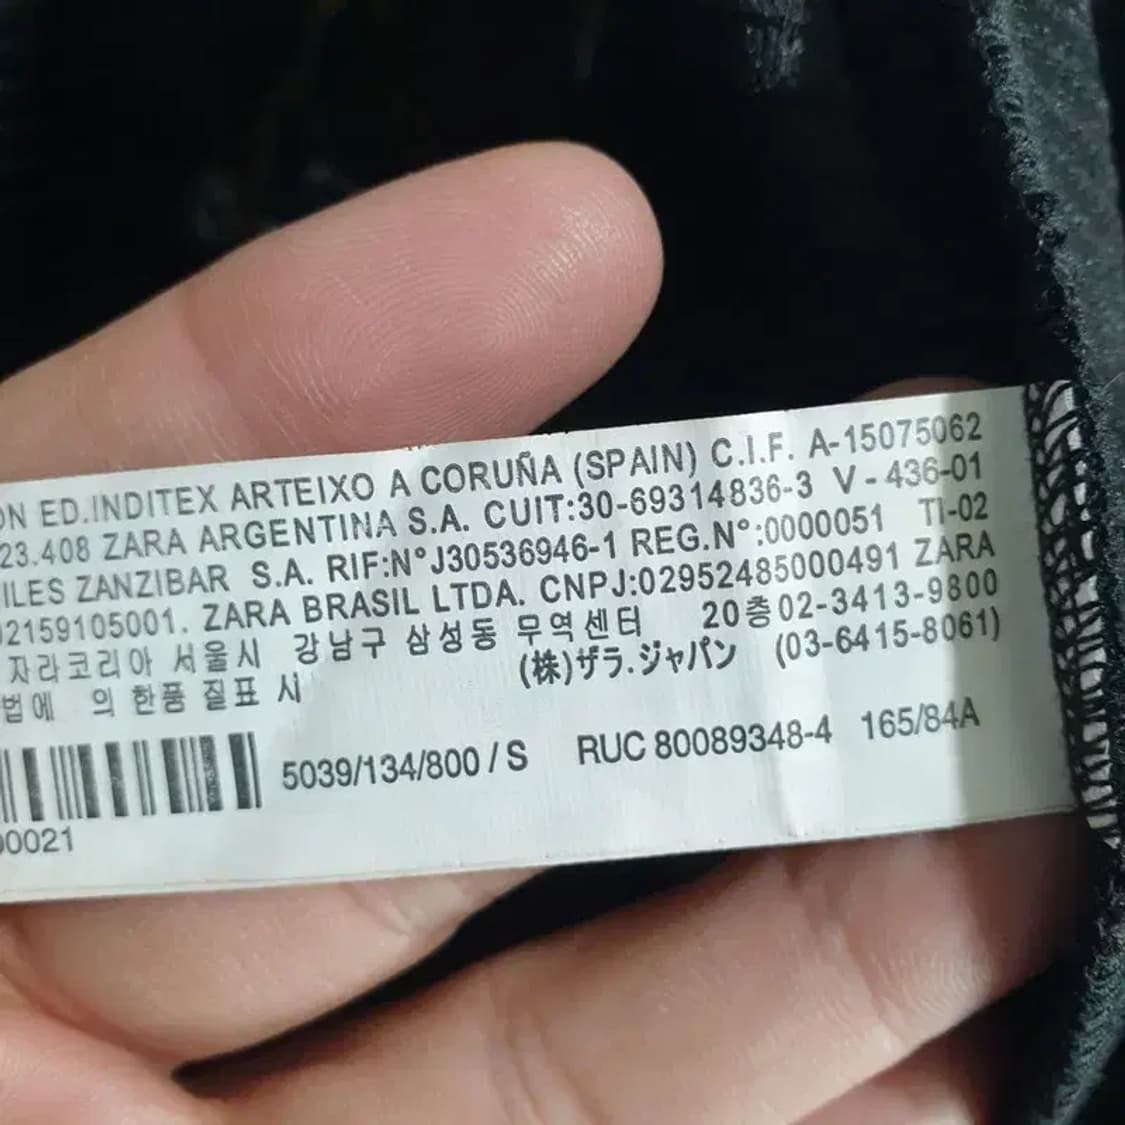 ON ED.INDITEX ARTEIXO A CORUÑA (SPAIN) C.I.F. A-15075062
23.408 ZARA ARGENTINA S.A. CUIT:30-69314836-3 V-436-01
ILES ZANZIBAR S.A. RIF:N°J30536946-1 REG.N°:0000051 TI-02
02159105001. ZARA BRASIL LTDA. CNPJ:02952485000491 ZARA
자라코리아 서울시 강남구 삼성동 무역센터 20층 02-3413-9800
법에 의 한품 질표 시 (株)ザラ.ジャパン (03-6415-8061)
5039/134/800 / S RUC 80089348-4 165/84A
00021